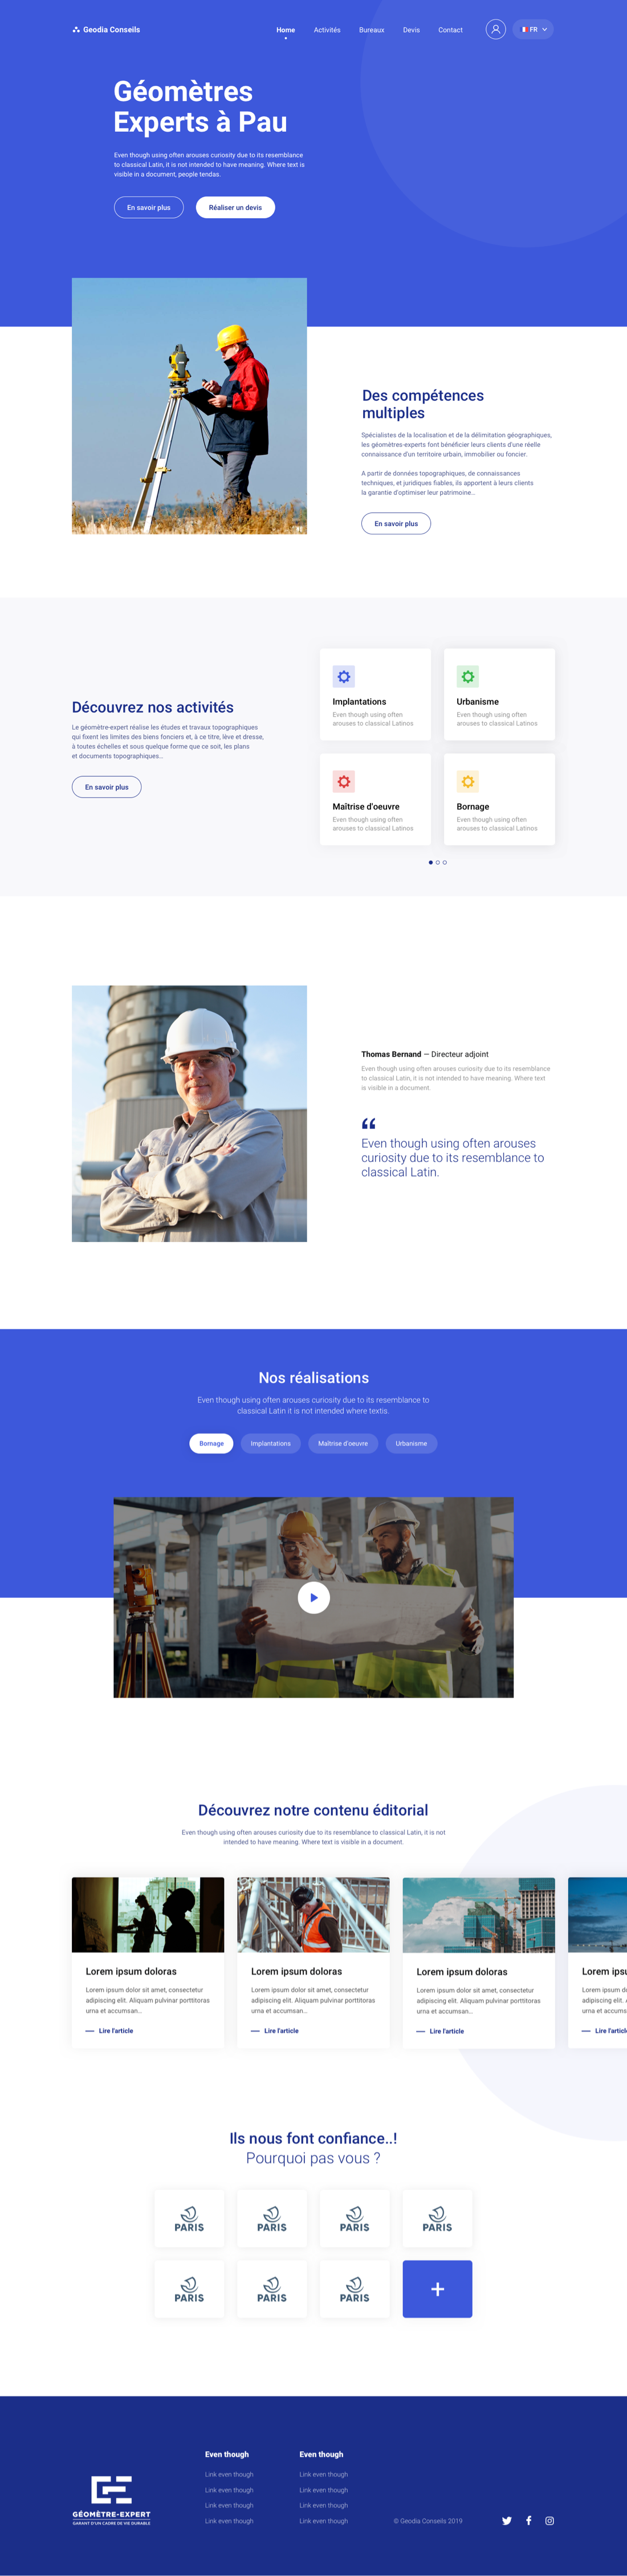 Geodia Conseils
Home
Activités
Bureaux
Devis
Contact
FR
Géomètres
Experts à Pau
Even though using often arouses curiosity due to its resemblance
to classical Latin, it is not intended to have meaning. Where text is
visible in a document, people tendas.
En savoir plus
Réaliser un devis
Des compétences
multiples
Spécialistes de la localisation et de la délimitation géographiques,
les géomètres-experts font bénéficier leurs clients d'une réelle
connaissance d'un territoire urbain, immobilier ou foncier.
A partir de données topographiques, de connaissances
techniques, et juridiques fiables, ils apportent à leurs clients
la garantie d'optimiser leur patrimoine...
En savoir plus
Découvrez nos activités
Le géomètre-expert réalise les études et travaux topographiques
qui fixent les limites des biens fonciers et, à ce titre, lève et dresse,
à toutes échelles et sous quelque forme que ce soit, les plans
et documents topographiques...
En savoir plus
Implantations
Even though using often
arouses to classical Latinos
Urbanisme
Even though using often
arouses to classical Latinos
Maîtrise d'oeuvre
Even though using often
arouses to classical Latinos
Bornage
Even though using often
arouses to classical Latinos
Thomas Bernand — Directeur adjoint
Even though using often arouses curiosity due to its resemblance
to classical Latin, it is not intended to have meaning. Where text
is visible in a document.
“
Even though using often arouses
curiosity due to its resemblance to
classical Latin.
Nos réalisations
Even though using often arouses curiosity due to its resemblance to
classical Latin it is not intended where textis.
Bornage
Implantations
Maîtrise d'oeuvre
Urbanisme
Découvrez notre contenu éditorial
Even though using often arouses curiosity due to its resemblance to classical Latin, it is not
intended to have meaning. Where text is visible in a document.
Lorem ipsum doloras
Lorem ipsum dolor sit amet, consectetur
adipiscing elit. Aliquam pulvinar porttitoras
urna et accumsan...
Lire l'article
Lorem ipsum doloras
Lorem ipsum dolor sit amet, consectetur
adipiscing elit. Aliquam pulvinar porttitoras
urna et accumsan...
Lire l'article
Lorem ipsum doloras
Lorem ipsum dolor sit amet, consectetur
adipiscing elit. Aliquam pulvinar porttitoras
urna et accumsan...
Lire l'article
Lorem
Lorem ipsum
adipiscing elit.
urna et
Lire
Ils nous font confiance..!
Pourquoi pas vous ?
PARIS
PARIS
PARIS
PARIS
PARIS
PARIS
PARIS
+
GÉOMÈTRE-EXPERT
GARANT D'UN CADRE DE VIE DURABLE
Even though
Link even though
Link even though
Link even though
Link even though
Even though
Link even though
Link even though
Link even though
Link even though
© Geodia Conseils 2019